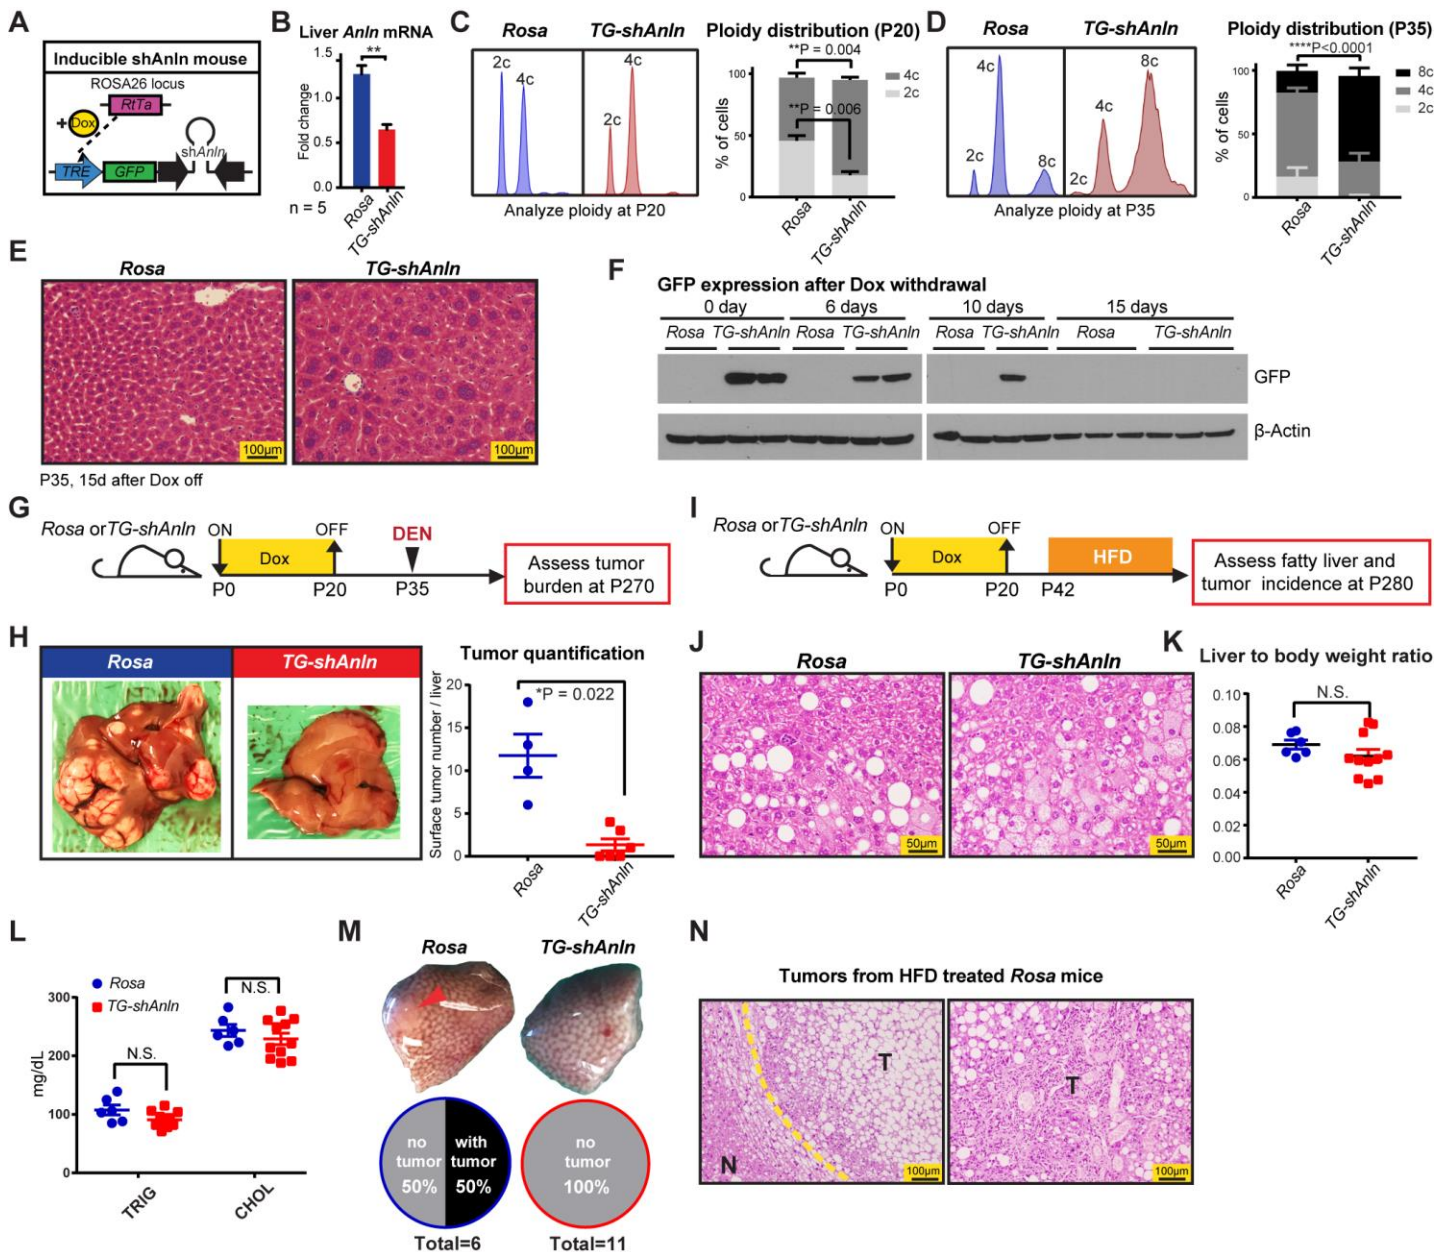 A
Inducible shAnln mouse
ROSA26 locus
RtTa
+Dox
shAnln
TRE
GFP
B
Liver Anln mRNA
**
1.5
1.0
0.5
0.0
Fold change
n = 5
Rosa
TG-shAnln
C
Rosa
TG-shAnln
2c
4c
2c
4c
Analyze ploidy at P20
Ploidy distribution (P20)
**P = 0.004
**P = 0.006
4c
2c
100
50
0
% of cells
Rosa
TG-shAnln
D
Rosa
TG-shAnln
2c
4c
8c
2c
4c
8c
Analyze ploidy at P35
Ploidy distribution (P35)
****P<0.0001
8c
4c
2c
100
50
0
% of cells
Rosa
TG-shAnln
E
Rosa
TG-shAnln
100µm
100µm
P35, 15d after Dox off
F
GFP expression after Dox withdrawal
0 day
6 days
10 days
15 days
Rosa TG-shAnln Rosa TG-shAnln Rosa TG-shAnln Rosa TG-shAnln
GFP
β-Actin
G
Rosa orTG-shAnln
ON
OFF
Dox
DEN
P0
P20
P35
Assess tumor
burden at P270
I
Rosa orTG-shAnln
ON
OFF
Dox
HFD
P0
P20
P42
Assess fatty liver and
tumor incidence at P280
H
Rosa
TG-shAnln
Tumor quantification
*P = 0.022
20
15
10
5
0
Surface tumor number / liver
Rosa
TG-shAnln
J
Rosa
TG-shAnln
50µm
50µm
K
Liver to body weight ratio
N.S.
0.10
0.08
0.06
0.04
0.02
0.00
Rosa
TG-shAnln
L
Rosa
TG-shAnln
N.S.
N.S.
300
200
100
0
mg/dL
TRIG
CHOL
M
Rosa
TG-shAnln
no
tumor
50%
with
tumor
50%
no
tumor
100%
Total=6
Total=11
N
Tumors from HFD treated Rosa mice
T
N
100µm
T
100µm